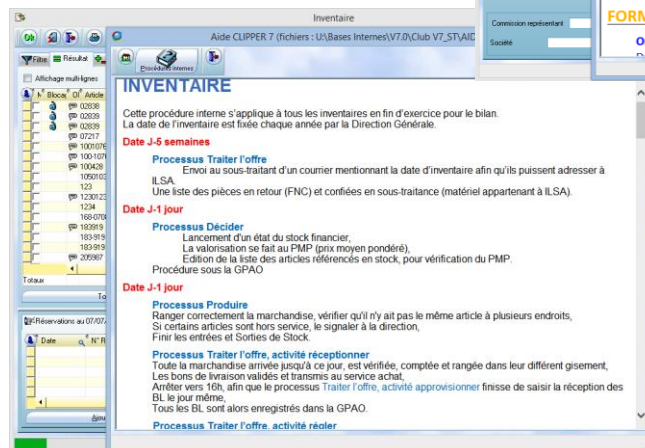 Inventaire
Aide CLIPPER 7 (fichiers : U:\Bases Internes\V7.0\Club V7_ST\AID
Commission représentant
Société
FORM
Ok
Procédures internes
Filtre Résultat
Affichage multi-lignes
N° Bloca Of Article
02838
02839
02839
07217
1001076
100-107
100428
1050103
123
1230123
1234
168-070
183919
183-919
183-919
205987
Totaux
To
Réservations au 07/07
Date N° R
Ajou
INVENTAIRE
Cette procédure interne s'applique à tous les inventaires en fin d'exercice pour le bilan.
La date de l'inventaire est fixée chaque année par la Direction Générale.
Date J-5 semaines
Processus Traiter l'offre
Envoi au sous-traitant d'un courrier mentionnant la date d'inventaire afin qu'ils puissent adresser à
ILSA.
Une liste des pièces en retour (FNC) et confiées en sous-traitance (matériel appartenant à ILSA).
Date J-1 jour
Processus Décider
Lancement d'un état du stock financier,
La valorisation se fait au PMP (prix moyen pondéré),
Edition de la liste des articles référencés en stock, pour vérification du PMP.
Procédure sous la GPAO
Date J-1 jour
Processus Produire
Ranger correctement la marchandise, vérifier qu'il n'y ait pas le même article à plusieurs endroits,
Si certains articles sont hors service, le signaler à la direction,
Finir les entrées et Sorties de Stock.
Processus Traiter l'offre, activité réceptionner
Toute la marchandise arrivée jusqu'à ce jour, est vérifiée, comptée et rangée dans leur différent gisement,
Les bons de livraison validés et transmis au service achat,
Arrêter vers 16h, afin que le processus Traiter l'offre, activité approvisionner finisse de saisir la réception des
BL le jour même,
Tous les BL sont alors enregistrés dans la GPAO.
Processus Traiter l'offre, activité régler